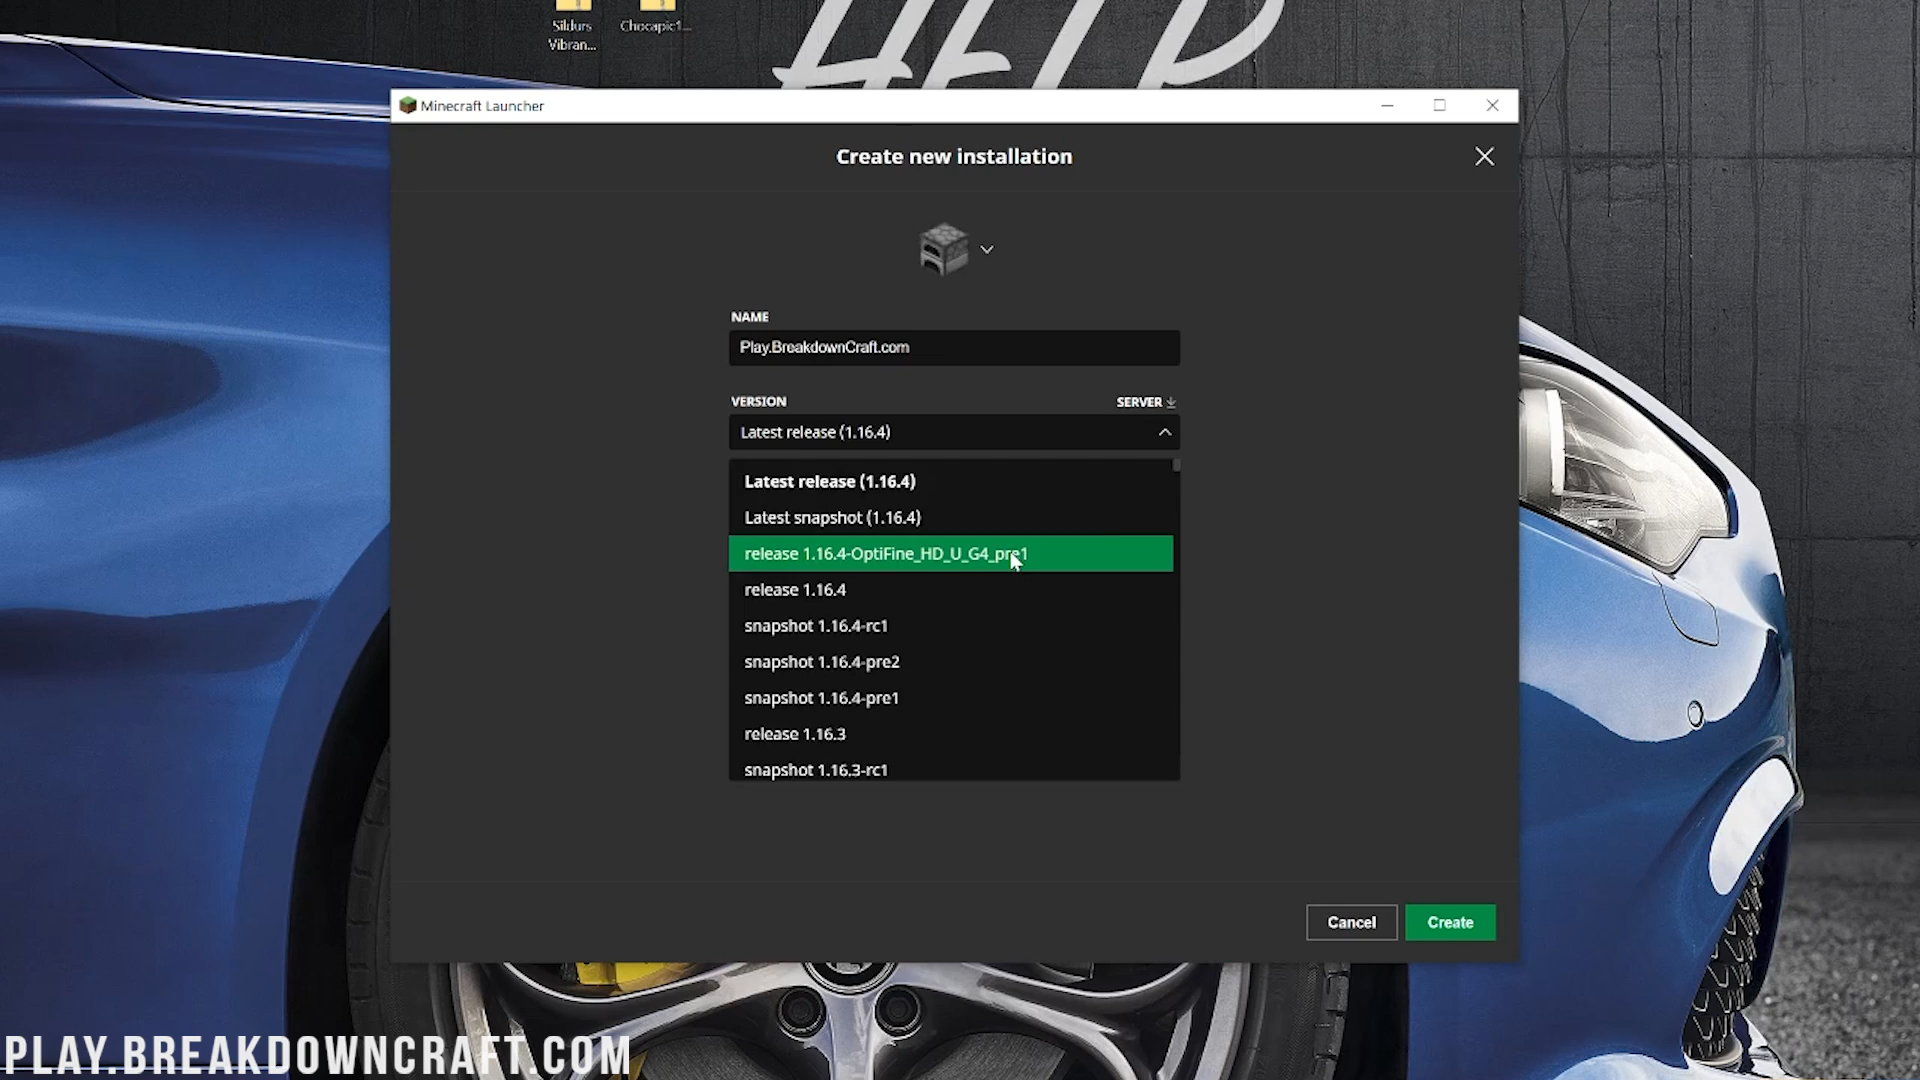 Sildurs
Vibran...
Chocapic1...
HELP
Minecraft Launcher
Create new installation
NAME
Play.BreakdownCraft.com
VERSION
SERVER
Latest release (1.16.4)
Latest release (1.16.4)
Latest snapshot (1.16.4)
release 1.16.4-OptiFine_HD_U_G4_pre1
release 1.16.4
snapshot 1.16.4-rc1
snapshot 1.16.4-pre2
snapshot 1.16.4-pre1
release 1.16.3
snapshot 1.16.3-rc1
Cancel
Create
PLAY.BREAKDOWNCRAFT.COM